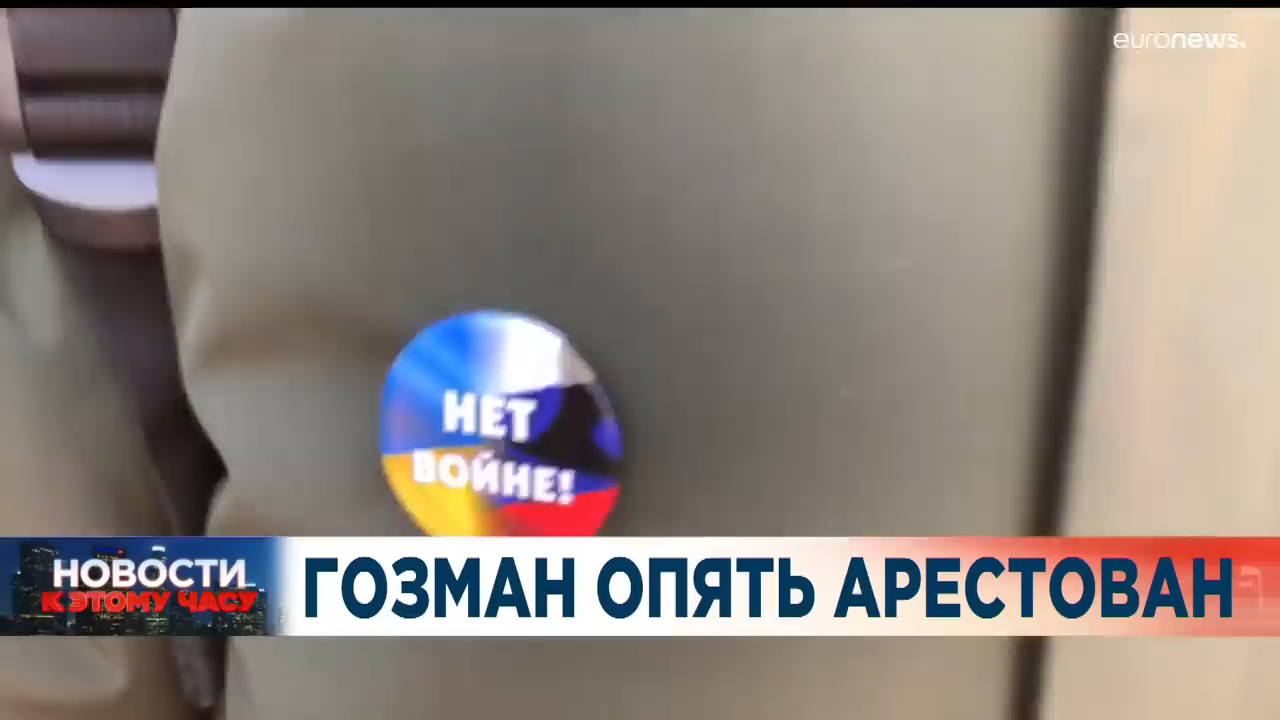 euronews.
НЕТ
ВОЙНЕ!
НОВОСТИ
К ЭТОМУ ЧАСУ
ГОЗМАН ОПЯТЬ АРЕСТОВАН